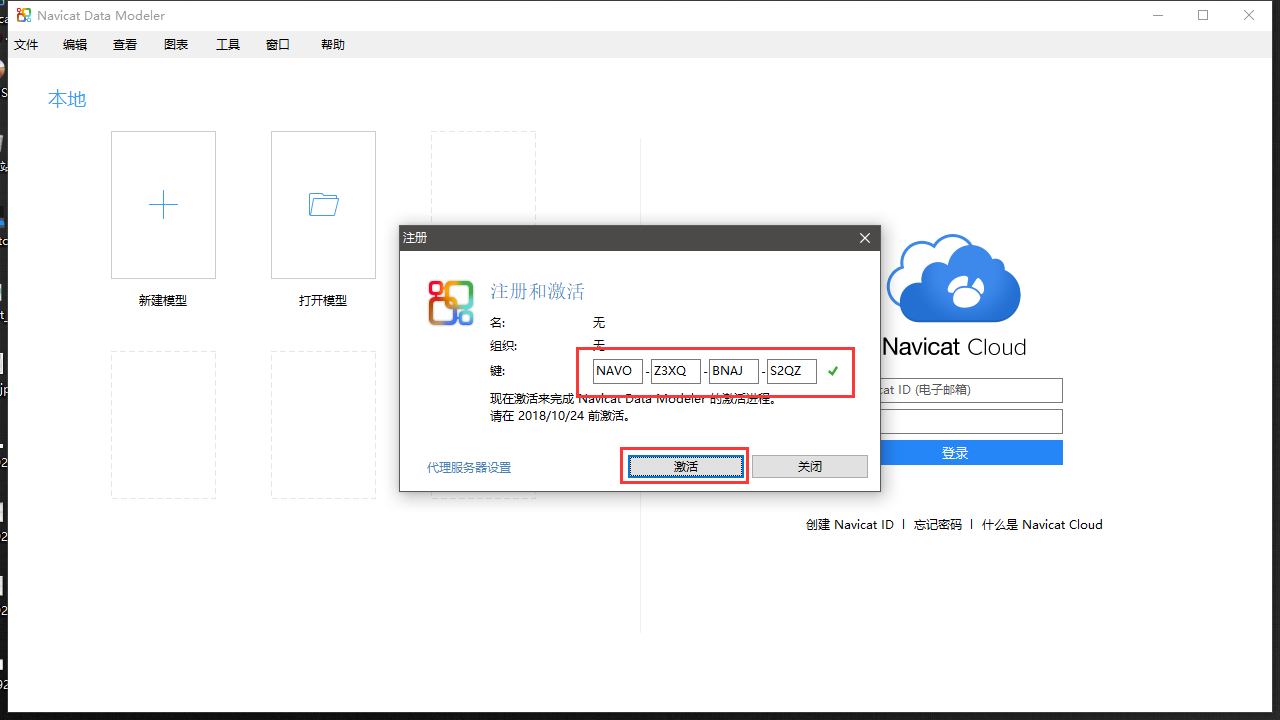 Navicat Data Modeler
文件 编辑 查看 图表 工具 窗口 帮助
本地
新建模型 打开模型
注册
注册和激活
名: 无
组织: 无
键: NAVO - Z3XQ - BNAJ - S2QZ
现在激活来完成 Navicat Data Modeler 的激活进程。
请在 2018/10/24 前激活。
代理服务器设置 激活 关闭
Navicat Cloud
cat ID (电子邮箱)
登录
创建 Navicat ID | 忘记密码 | 什么是 Navicat Cloud